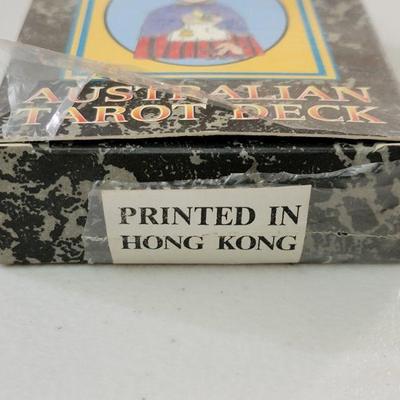 AUSTRALIAN
TAROT DECK
PRINTED IN
HONG KONG